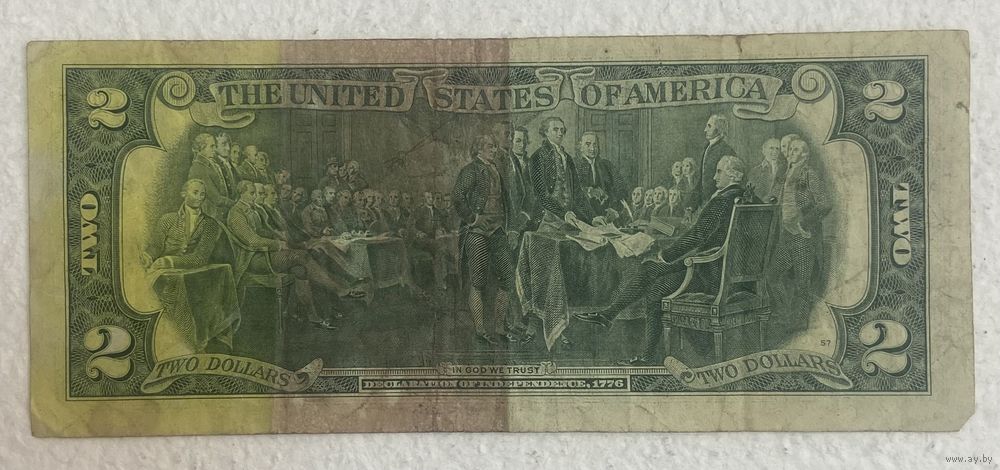 2
THE UNITED STATES OF AMERICA
2
TWO
TWO
2
TWO DOLLARS
IN GOD WE TRUST
DECLARATION OF INDEPENDENCE, 1776
57
TWO DOLLARS
2
www.ay.by